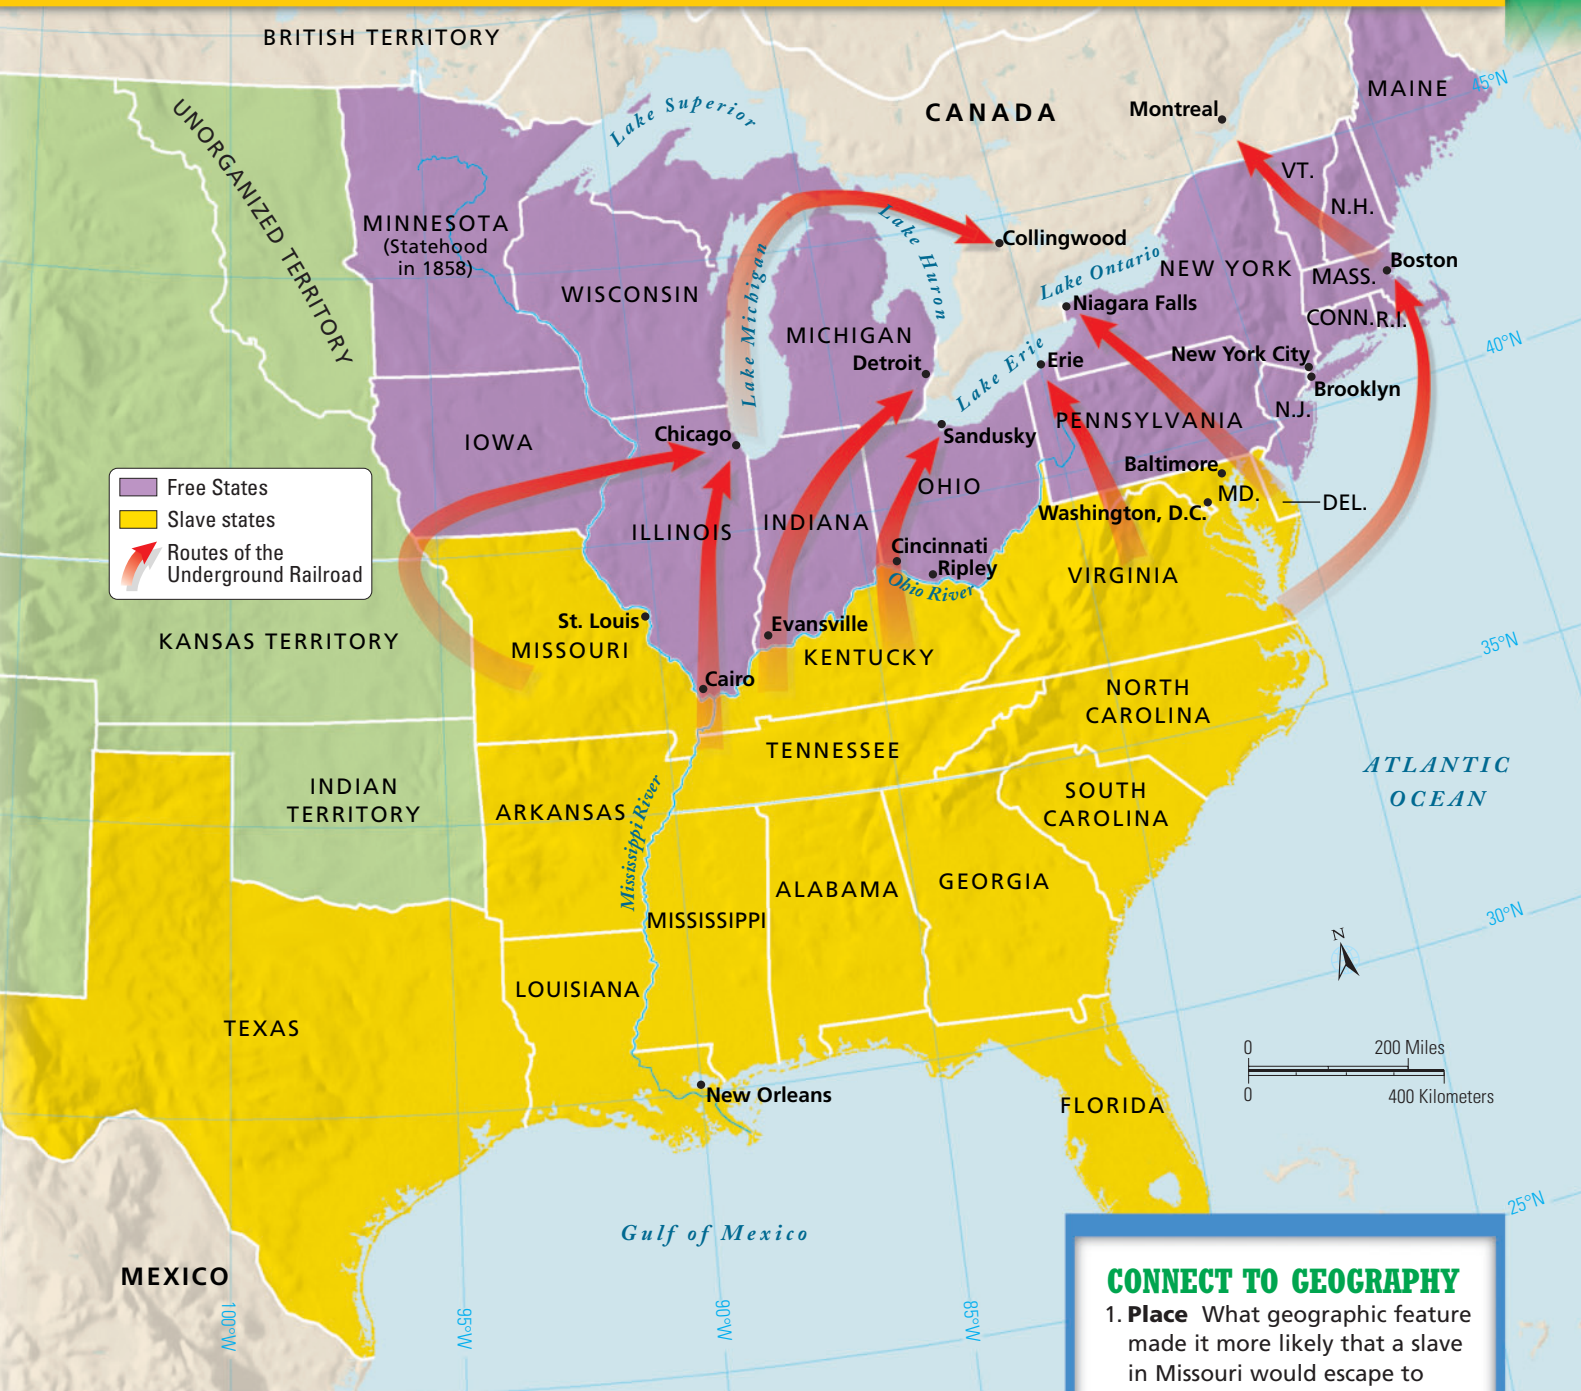 BRITISH TERRITORY
CANADA
Montreal
MAINE
45°N
UNORGANIZED TERRITORY
Lake Superior
VT.
N.H.
MINNESOTA
(Statehood
in 1858)
Lake Huron
Collingwood
Lake Ontario
NEW YORK
Boston
MASS.
WISCONSIN
Lake Michigan
Niagara Falls
CONN.
R.I.
MICHIGAN
Detroit
Lake Erie
Erie
New York City
Brooklyn
40°N
PENNSYLVANIA
N.J.
IOWA
Chicago
Sandusky
Baltimore
MD.
DEL.
Washington, D.C.
OHIO
ILLINOIS
INDIANA
Free States
Slave states
Routes of the
Underground Railroad
Cincinnati
Ripley
Ohio River
VIRGINIA
KANSAS TERRITORY
St. Louis
MISSOURI
Evansville
KENTUCKY
35°N
Cairo
NORTH
CAROLINA
TENNESSEE
ATLANTIC
OCEAN
INDIAN
TERRITORY
ARKANSAS
Mississippi River
SOUTH
CAROLINA
ALABAMA
GEORGIA
MISSISSIPPI
30°N
N
LOUISIANA
TEXAS
0 200 Miles
0 400 Kilometers
New Orleans
FLORIDA
25°N
Gulf of Mexico
MEXICO
100°W
95°W
90°W
85°W
CONNECT TO GEOGRAPHY
1. Place What geographic feature
made it more likely that a slave
in Missouri would escape to